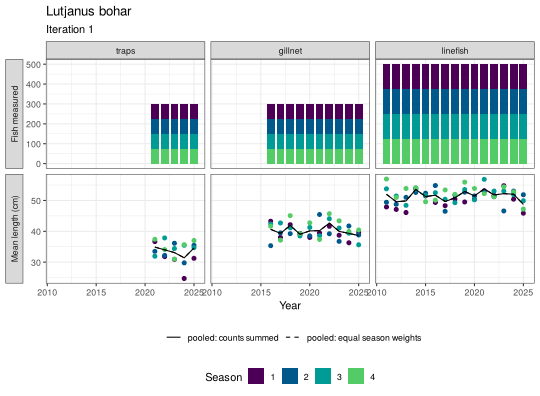 Lutjanus bohar
Iteration 1
traps gillnet linefish
Fish measured
500
400
300
200
100
0
Mean length (cm)
50
40
30
2010 2015 2020 2025 2010 2015 2020 2025 2010 2015 2020 2025
Year
pooled: counts summed pooled: equal season weights
Season 1 2 3 4